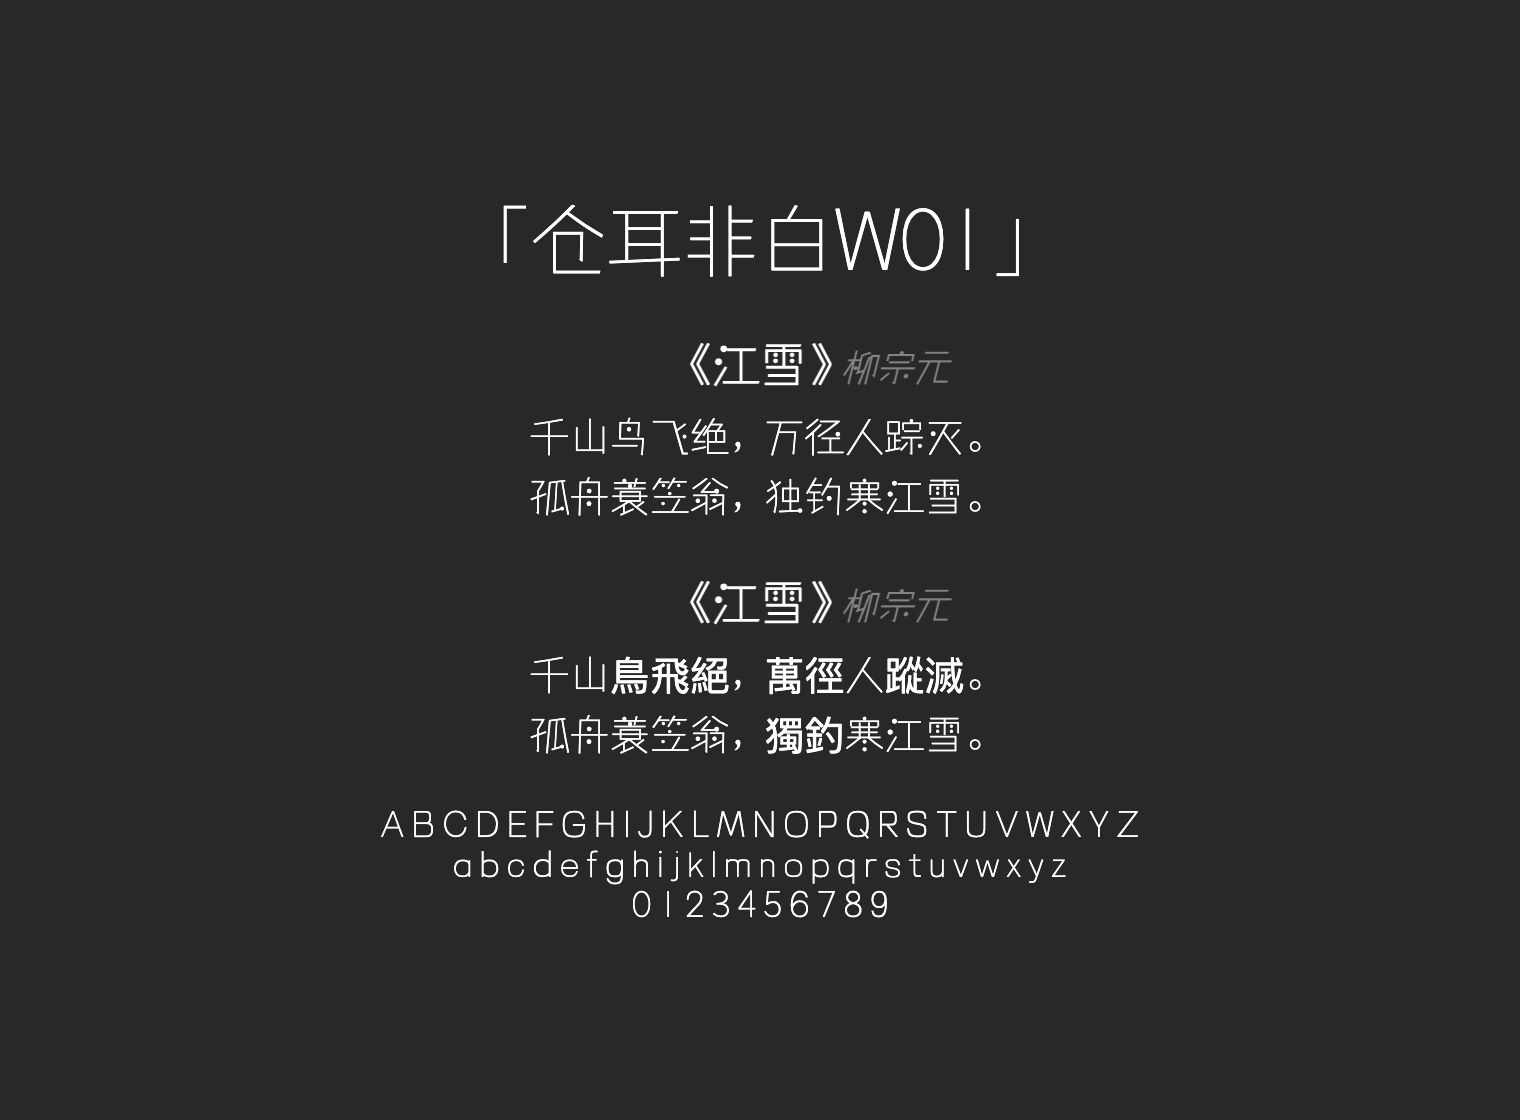 「仓耳非白W01」
《江雪》柳宗元
千山鸟飞绝，万径人踪灭。
孤舟蓑笠翁，独钓寒江雪。
《江雪》柳宗元
千山鳥飛絕，萬徑人蹤滅。
孤舟蓑笠翁，獨釣寒江雪。
ABCDEFGHIJKLMNOPQRSTUVWXYZ
abcdefghijklmnopqrstuvwxyz
0123456789